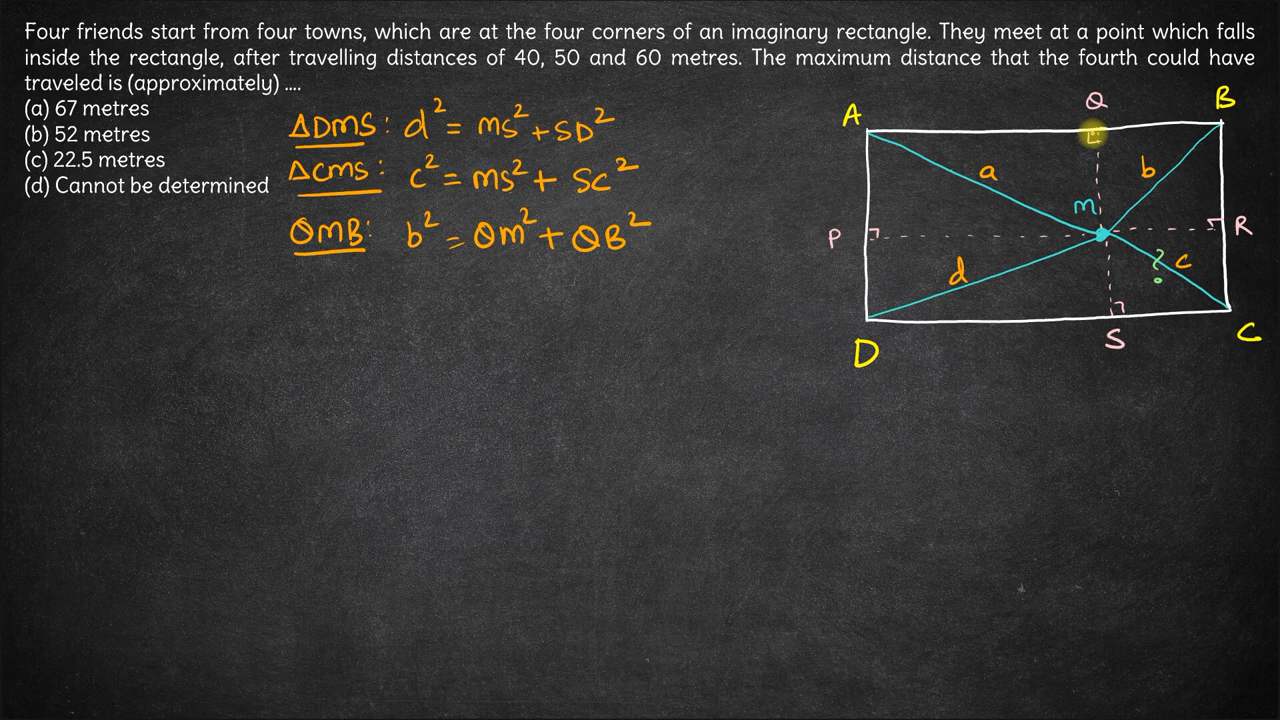 Four friends start from four towns, which are at the four corners of an imaginary rectangle. They meet at a point which falls
inside the rectangle, after travelling distances of 40, 50 and 60 metres. The maximum distance that the fourth could have
traveled is (approximately) ....
(a) 67 metres
(b) 52 metres
(c) 22.5 metres
(d) Cannot be determined
ΔDMS: d² = MS² + SD²
ΔCMS: c² = MS² + SC²
QMB: b² = QM² + QB²
A Q B
a b
M
P R
d ? c
D S C